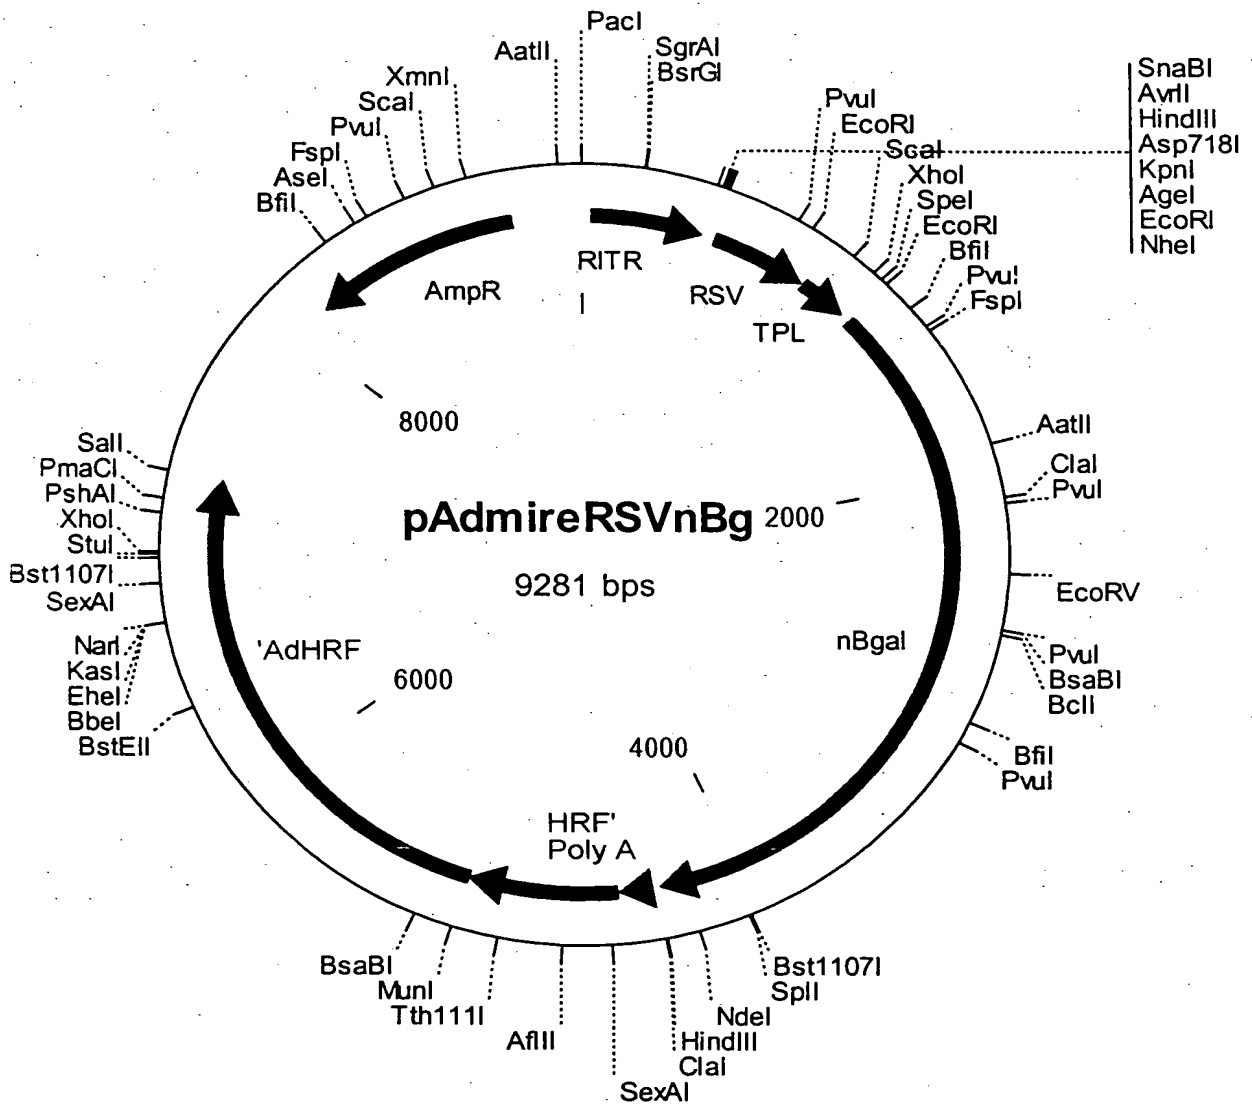 PacI
AatII
SgrAI
BsrGI
XmnI
ScaI
PvuI
FspI
AseI
BfiI
PvuI
EcoRI
ScaI
XhoI
SpeI
EcoRI
BfiI
PvuI
FspI
SnaBI
AvrII
HindIII
Asp718I
KpnI
AgeI
EcoRI
NheI
AmpR
RITR
RSV
TPL
8000
AatII
ClaI
PvuI
2000
pAdmireRSVnBg
9281 bps
EcoRV
nBgaI
PvuI
BsaBI
BclI
BfiI
PvuI
SalI
PmaCI
PshAI
XhoI
StuI
Bst1107I
SexAI
NarI
KasI
EheI
BbeI
BstEII
'AdHRF
6000
4000
HRF'
Poly A
BsaBI
MunI
Tth111I
AflII
SexAI
ClaI
HindIII
NdeI
SplI
Bst1107I